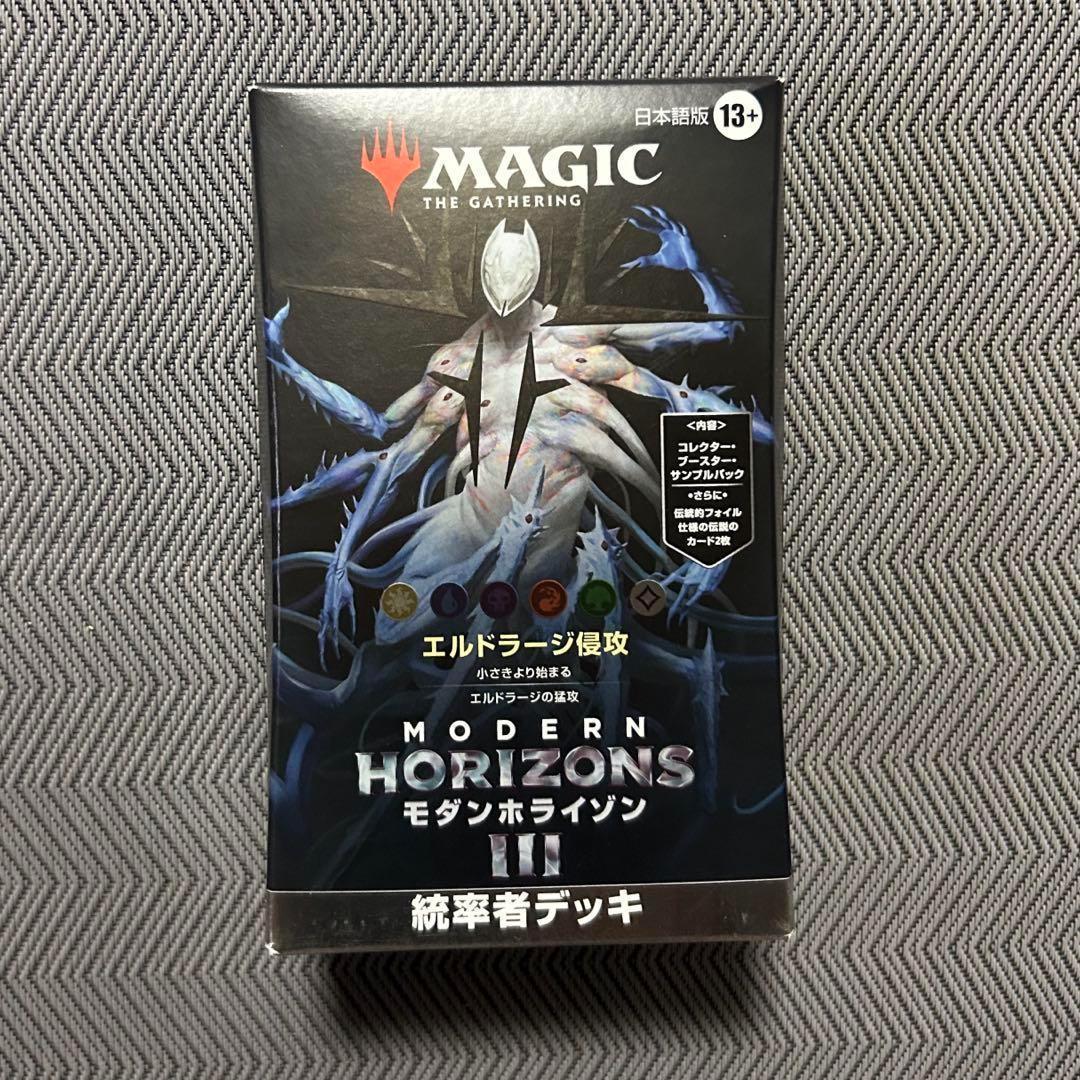 日本語版 13+
MAGIC
THE GATHERING
<内容>
コレクター・
ブースター・
サンプルパック
•さらに•
伝統的フォイル
仕様の伝説の
カード2枚
エルドラージ侵攻
小さきより始まる
エルドラージの猛攻
MODERN
HORIZONS
モダンホライゾン
III
統率者デッキ